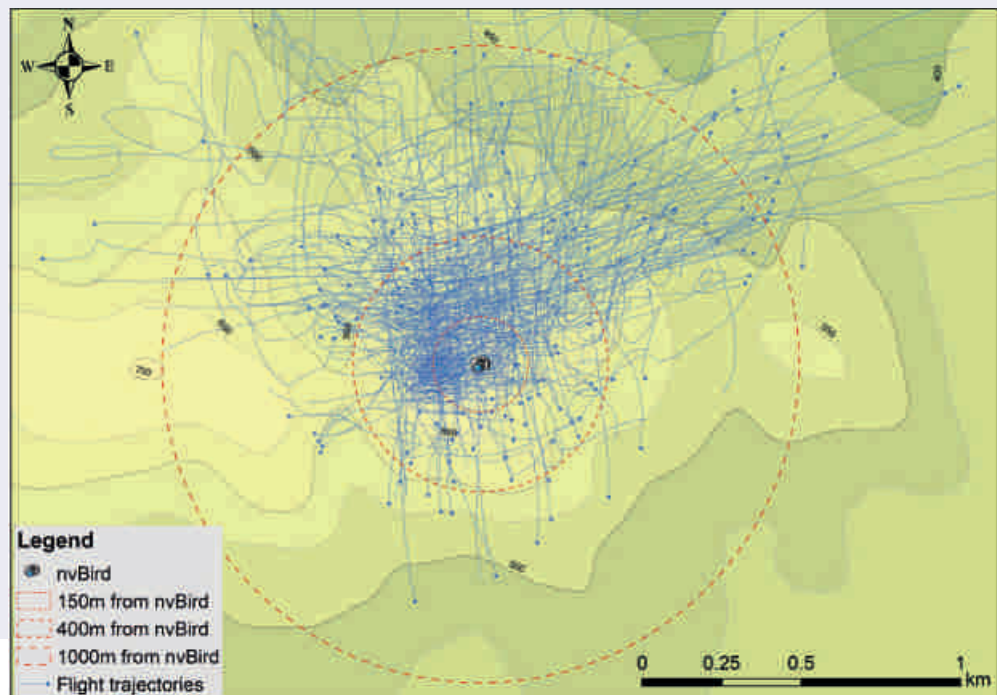 N
W E
S
750
Legend
nvBird
150m from nvBird
400m from nvBird
1000m from nvBird
Flight trajectories
0 0.25 0.5 1
km